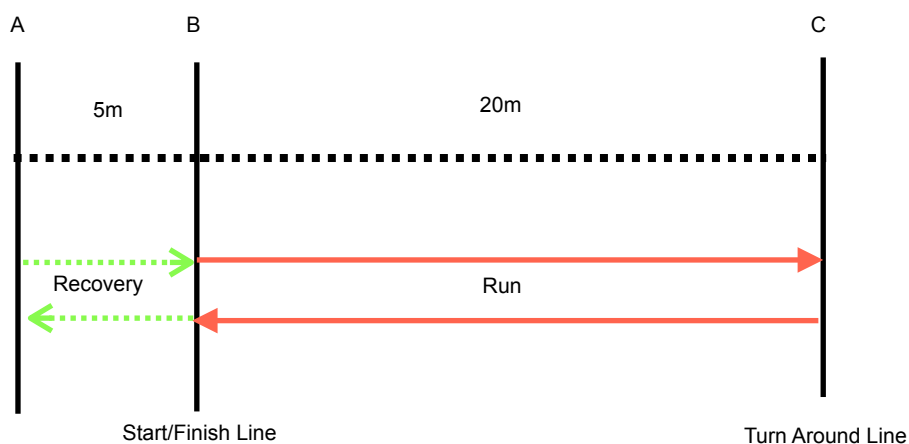 A
B
C
5m
20m
Recovery
Run
Start/Finish Line
Turn Around Line